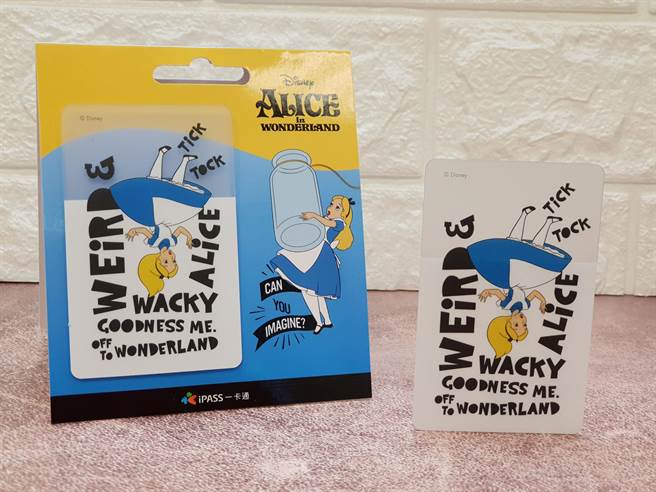 Disney
ALICE
in
WONDERLAND
© Disney
TICK
TOCK
WEIRD &
ALICE
WACKY
GOODNESS ME.
OFF
TO WONDERLAND
CAN
YOU
IMAGINE?
iPASS 一卡通
© Disney
TICK
TOCK
WEIRD &
ALICE
WACKY
GOODNESS ME.
OFF
TO WONDERLAND